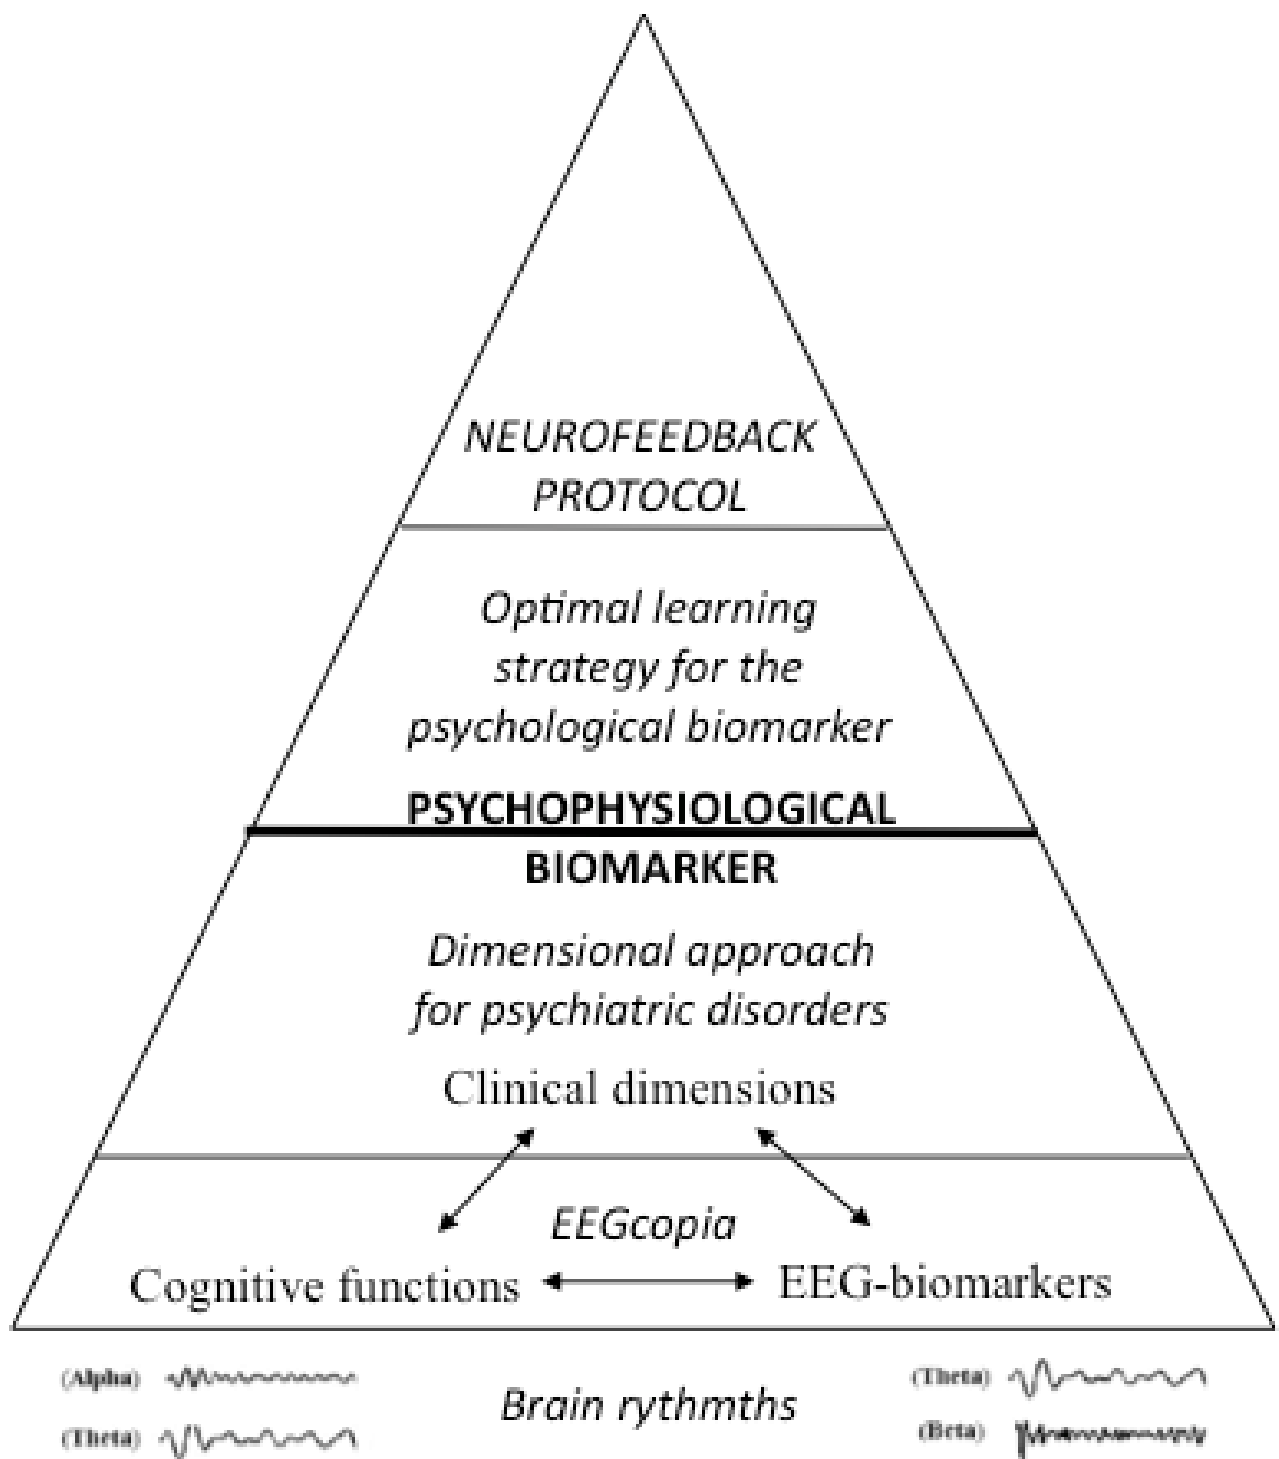 NEUROFEEDBACK
PROTOCOL
Optimal learning
strategy for the
psychological biomarker
PSYCHOPHYSIOLOGICAL
BIOMARKER
Dimensional approach
for psychiatric disorders
Clinical dimensions
EEGcopia
Cognitive functions
EEG-biomarkers
(Alpha)
(Theta)
Brain rythmths
(Theta)
(Beta)